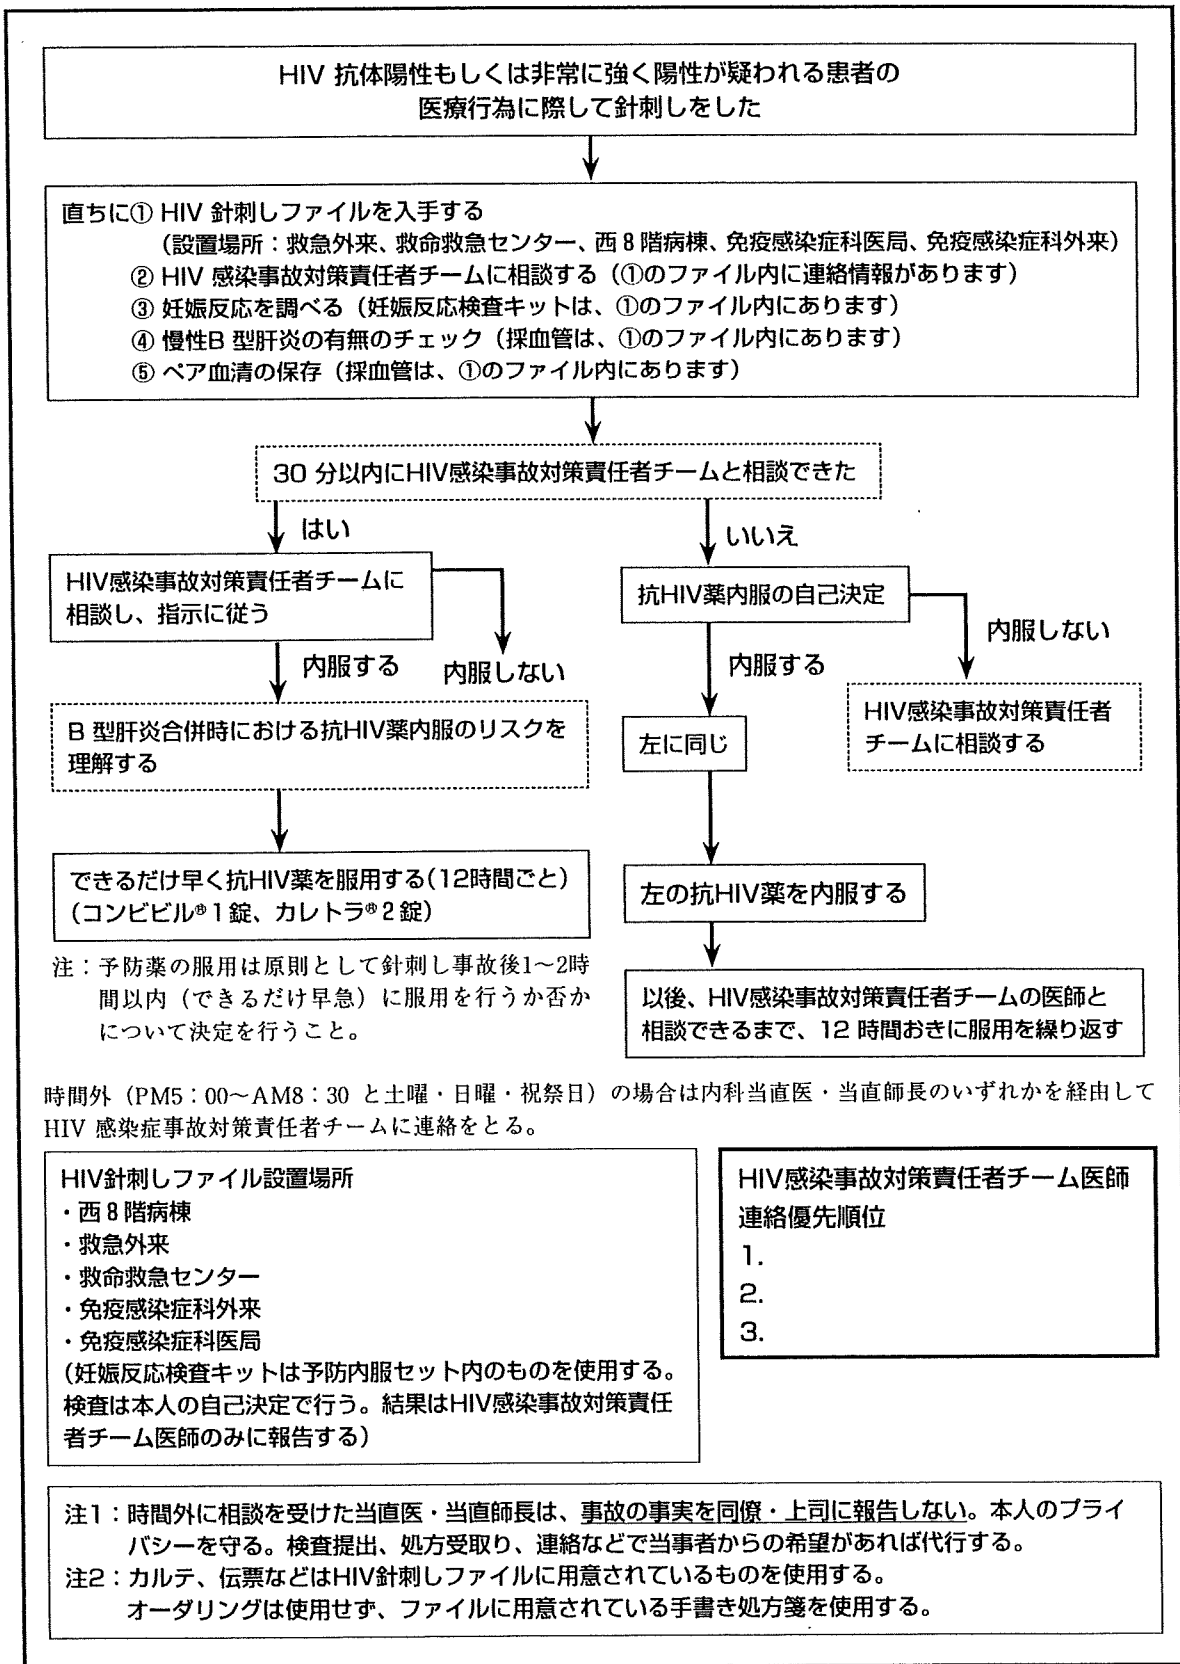 HIV 抗体陽性もしくは非常に強く陽性が疑われる患者の
医療行為に際して針刺しをした
直ちに① HIV 針刺しファイルを入手する
(設置場所：救急外来、救命救急センター、西8階病棟、免疫感染症科医局、免疫感染症科外来)
② HIV 感染事故対策責任者チームに相談する（①のファイル内に連絡情報があります）
③ 妊娠反応を調べる（妊娠反応検査キットは、①のファイル内にあります）
④ 慢性B 型肝炎の有無のチェック（採血管は、①のファイル内にあります）
⑤ ペア血清の保存（採血管は、①のファイル内にあります）
30 分以内にHIV感染事故対策責任者チームと相談できた
はい
いいえ
HIV感染事故対策責任者チームに
相談し、指示に従う
抗HIV薬内服の自己決定
内服する
内服しない
内服する
内服しない
B 型肝炎合併時における抗HIV薬内服のリスクを
理解する
左に同じ
HIV感染事故対策責任者
チームに相談する
できるだけ早く抗HIV薬を服用する(12時間ごと)
(コンビビル®1錠、カレトラ®2錠)
左の抗HIV薬を内服する
注：予防薬の服用は原則として針刺し事故後1～2時
間以内（できるだけ早急）に服用を行うか否か
について決定を行うこと。
以後、HIV感染事故対策責任者チームの医師と
相談できるまで、12 時間おきに服用を繰り返す
時間外（PM5：00～AM8：30 と土曜・日曜・祝祭日）の場合は内科当直医・当直師長のいずれかを経由して
HIV 感染症事故対策責任者チームに連絡をとる。
HIV針刺しファイル設置場所
・西8階病棟
・救急外来
・救命救急センター
・免疫感染症科外来
・免疫感染症科医局
(妊娠反応検査キットは予防内服セット内のものを使用する。
検査は本人の自己決定で行う。結果はHIV感染事故対策責任
者チーム医師のみに報告する)
HIV感染事故対策責任者チーム医師
連絡優先順位
1.
2.
3.
注1：時間外に相談を受けた当直医・当直師長は、事故の事実を同僚・上司に報告しない。本人のプライ
バシーを守る。検査提出、処方受取り、連絡などで当事者からの希望があれば代行する。
注2：カルテ、伝票などはHIV針刺しファイルに用意されているものを使用する。
オーダリングは使用せず、ファイルに用意されている手書き処方箋を使用する。